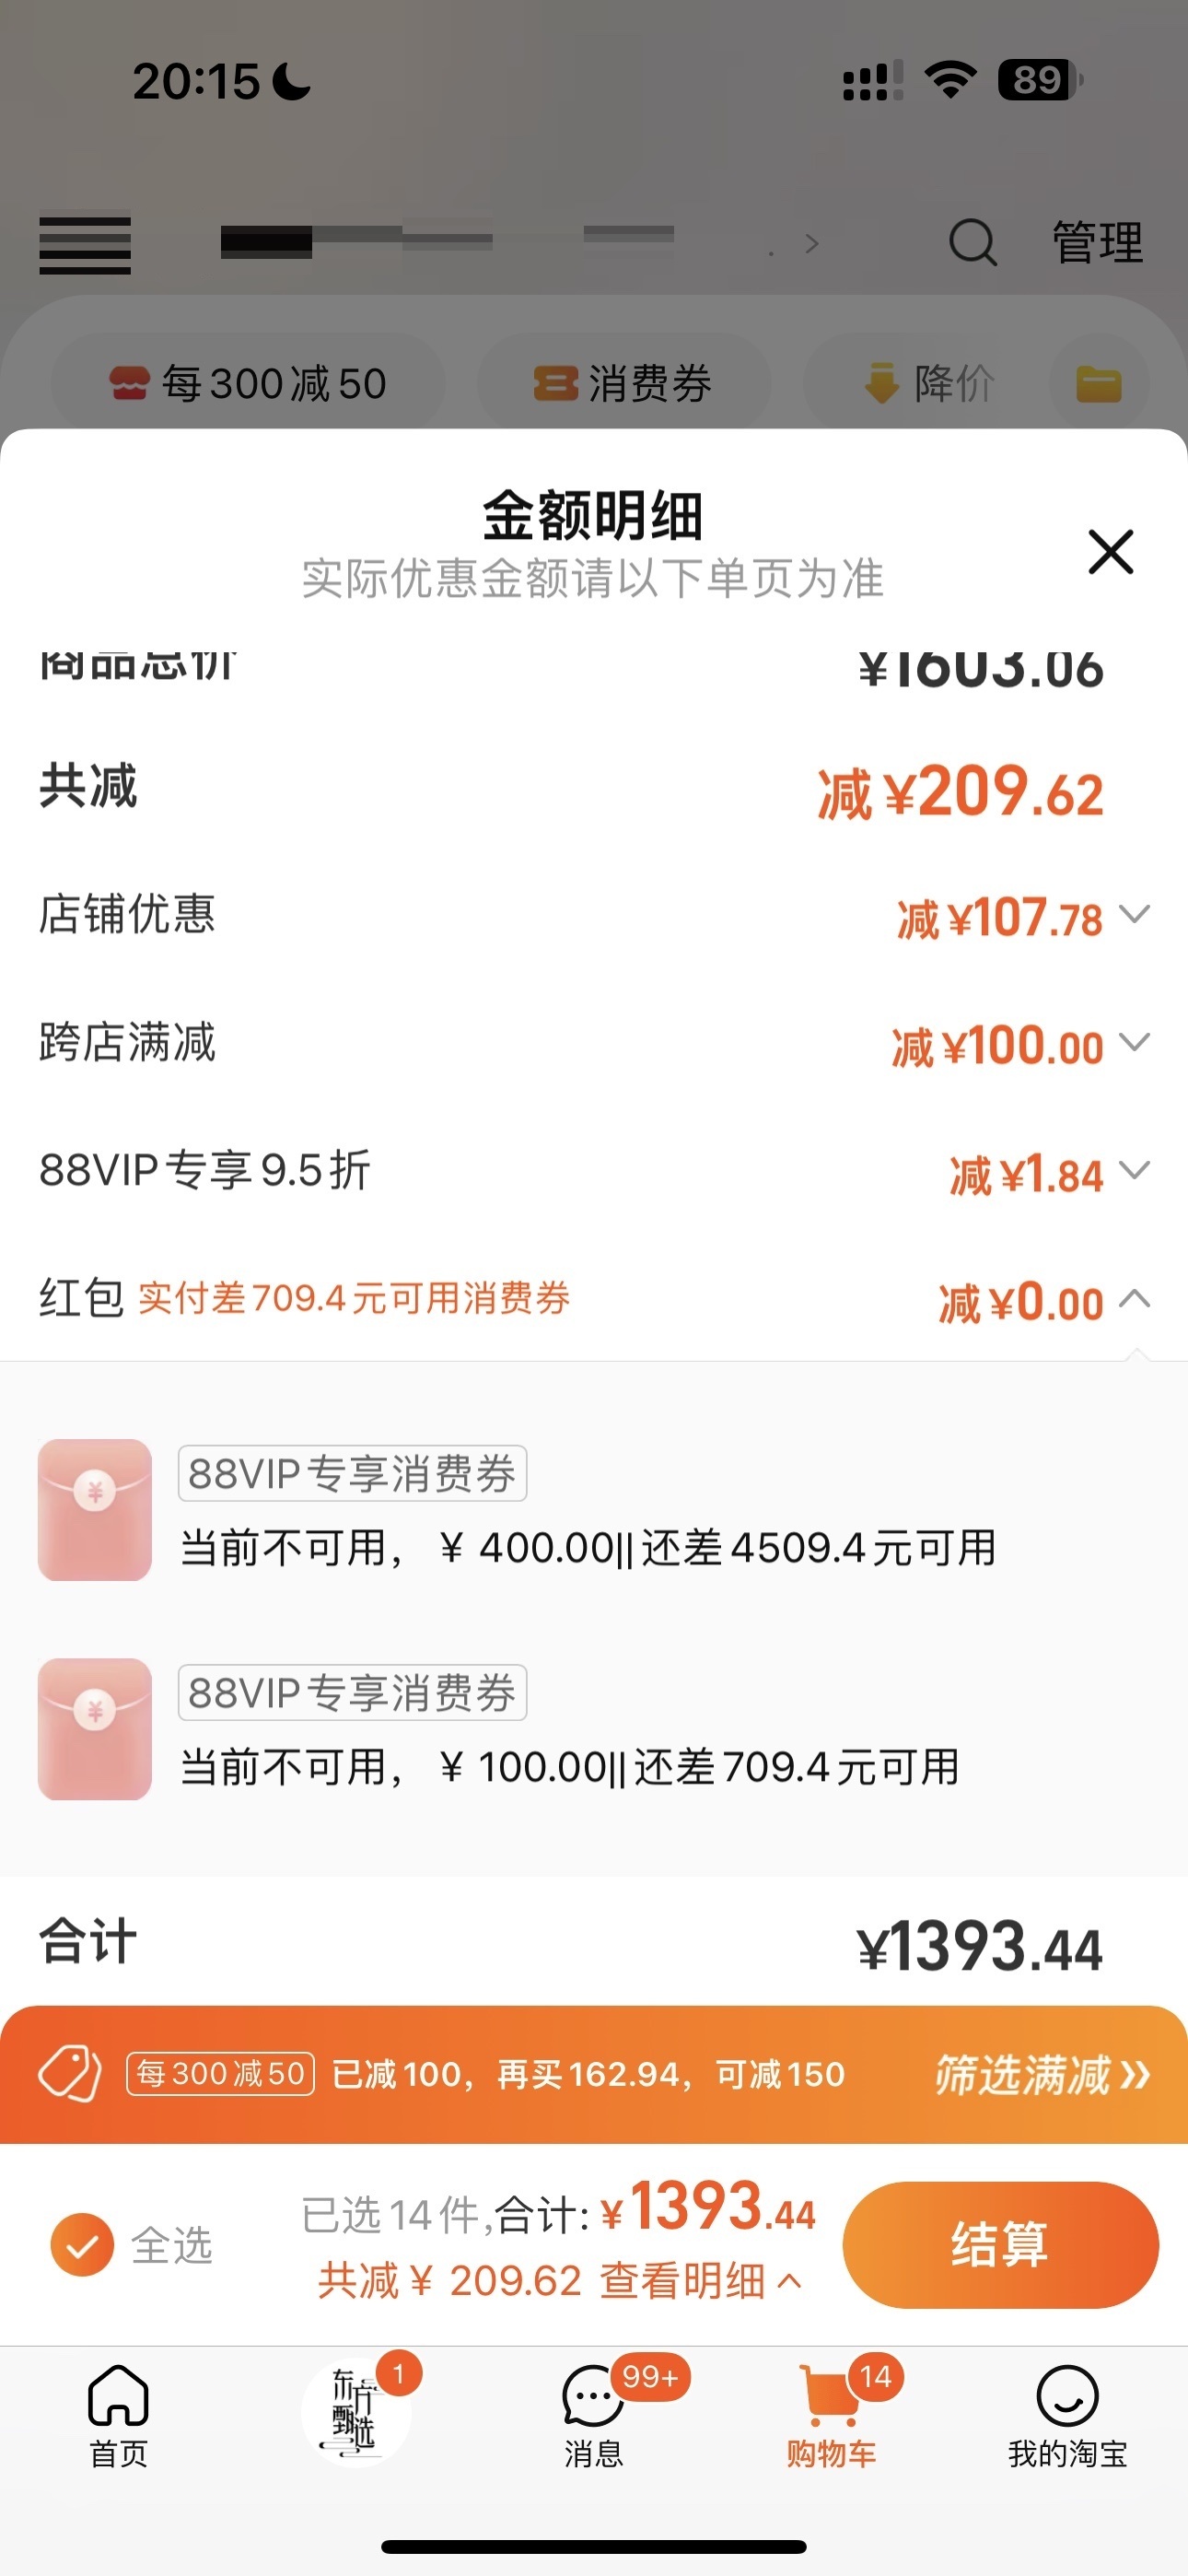 20:15
89
管理
每300减50
消费券
降价
金额明细
实际优惠金额请以下单页为准
商品总价 ¥1603.06
共减 减¥209.62
店铺优惠 减¥107.78
跨店满减 减¥100.00
88VIP专享9.5折 减¥1.84
红包 实付差709.4元可用消费券 减¥0.00
88VIP专享消费券
当前不可用， ¥ 400.00||还差4509.4元可用
88VIP专享消费券
当前不可用， ¥ 100.00||还差709.4元可用
合计 ¥1393.44
每300减50 已减100，再买162.94，可减150 筛选满减
全选
已选14件,合计: ¥1393.44
共减¥ 209.62 查看明细
结算
东方甄选
1
99+
14
首页
消息
购物车
我的淘宝